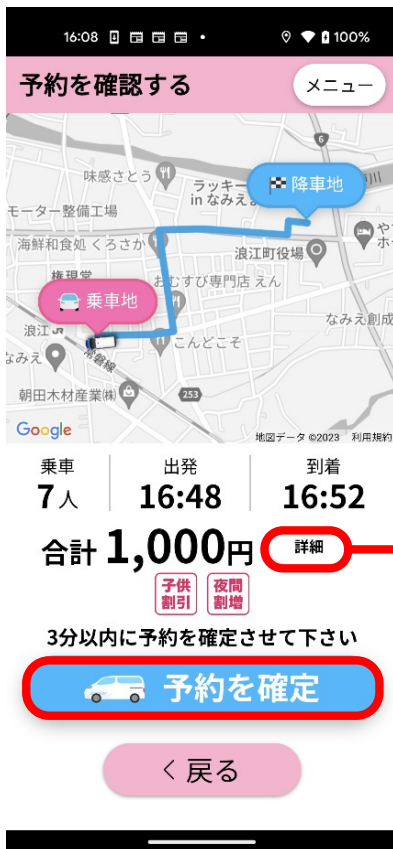 16:08
100%
予約を確認する
メニュー
6
味感さとう
降車地
ラッキー
in なみえ
モーター整備工場
海鮮和食処くろさか
浪江町役場
権現堂
おむすび専門店 えん
乗車地
なみえ創成
浪江
こんどこそ
なみえ
常磐線
朝田木材産業㈱
253
Google
地図データ ©2023
利用規約
乗車
出発
到着
7人
16:48
16:52
合計 1,000円
詳細
子供
割引
夜間
割増
3分以内に予約を確定させて下さい
予約を確定
< 戻る